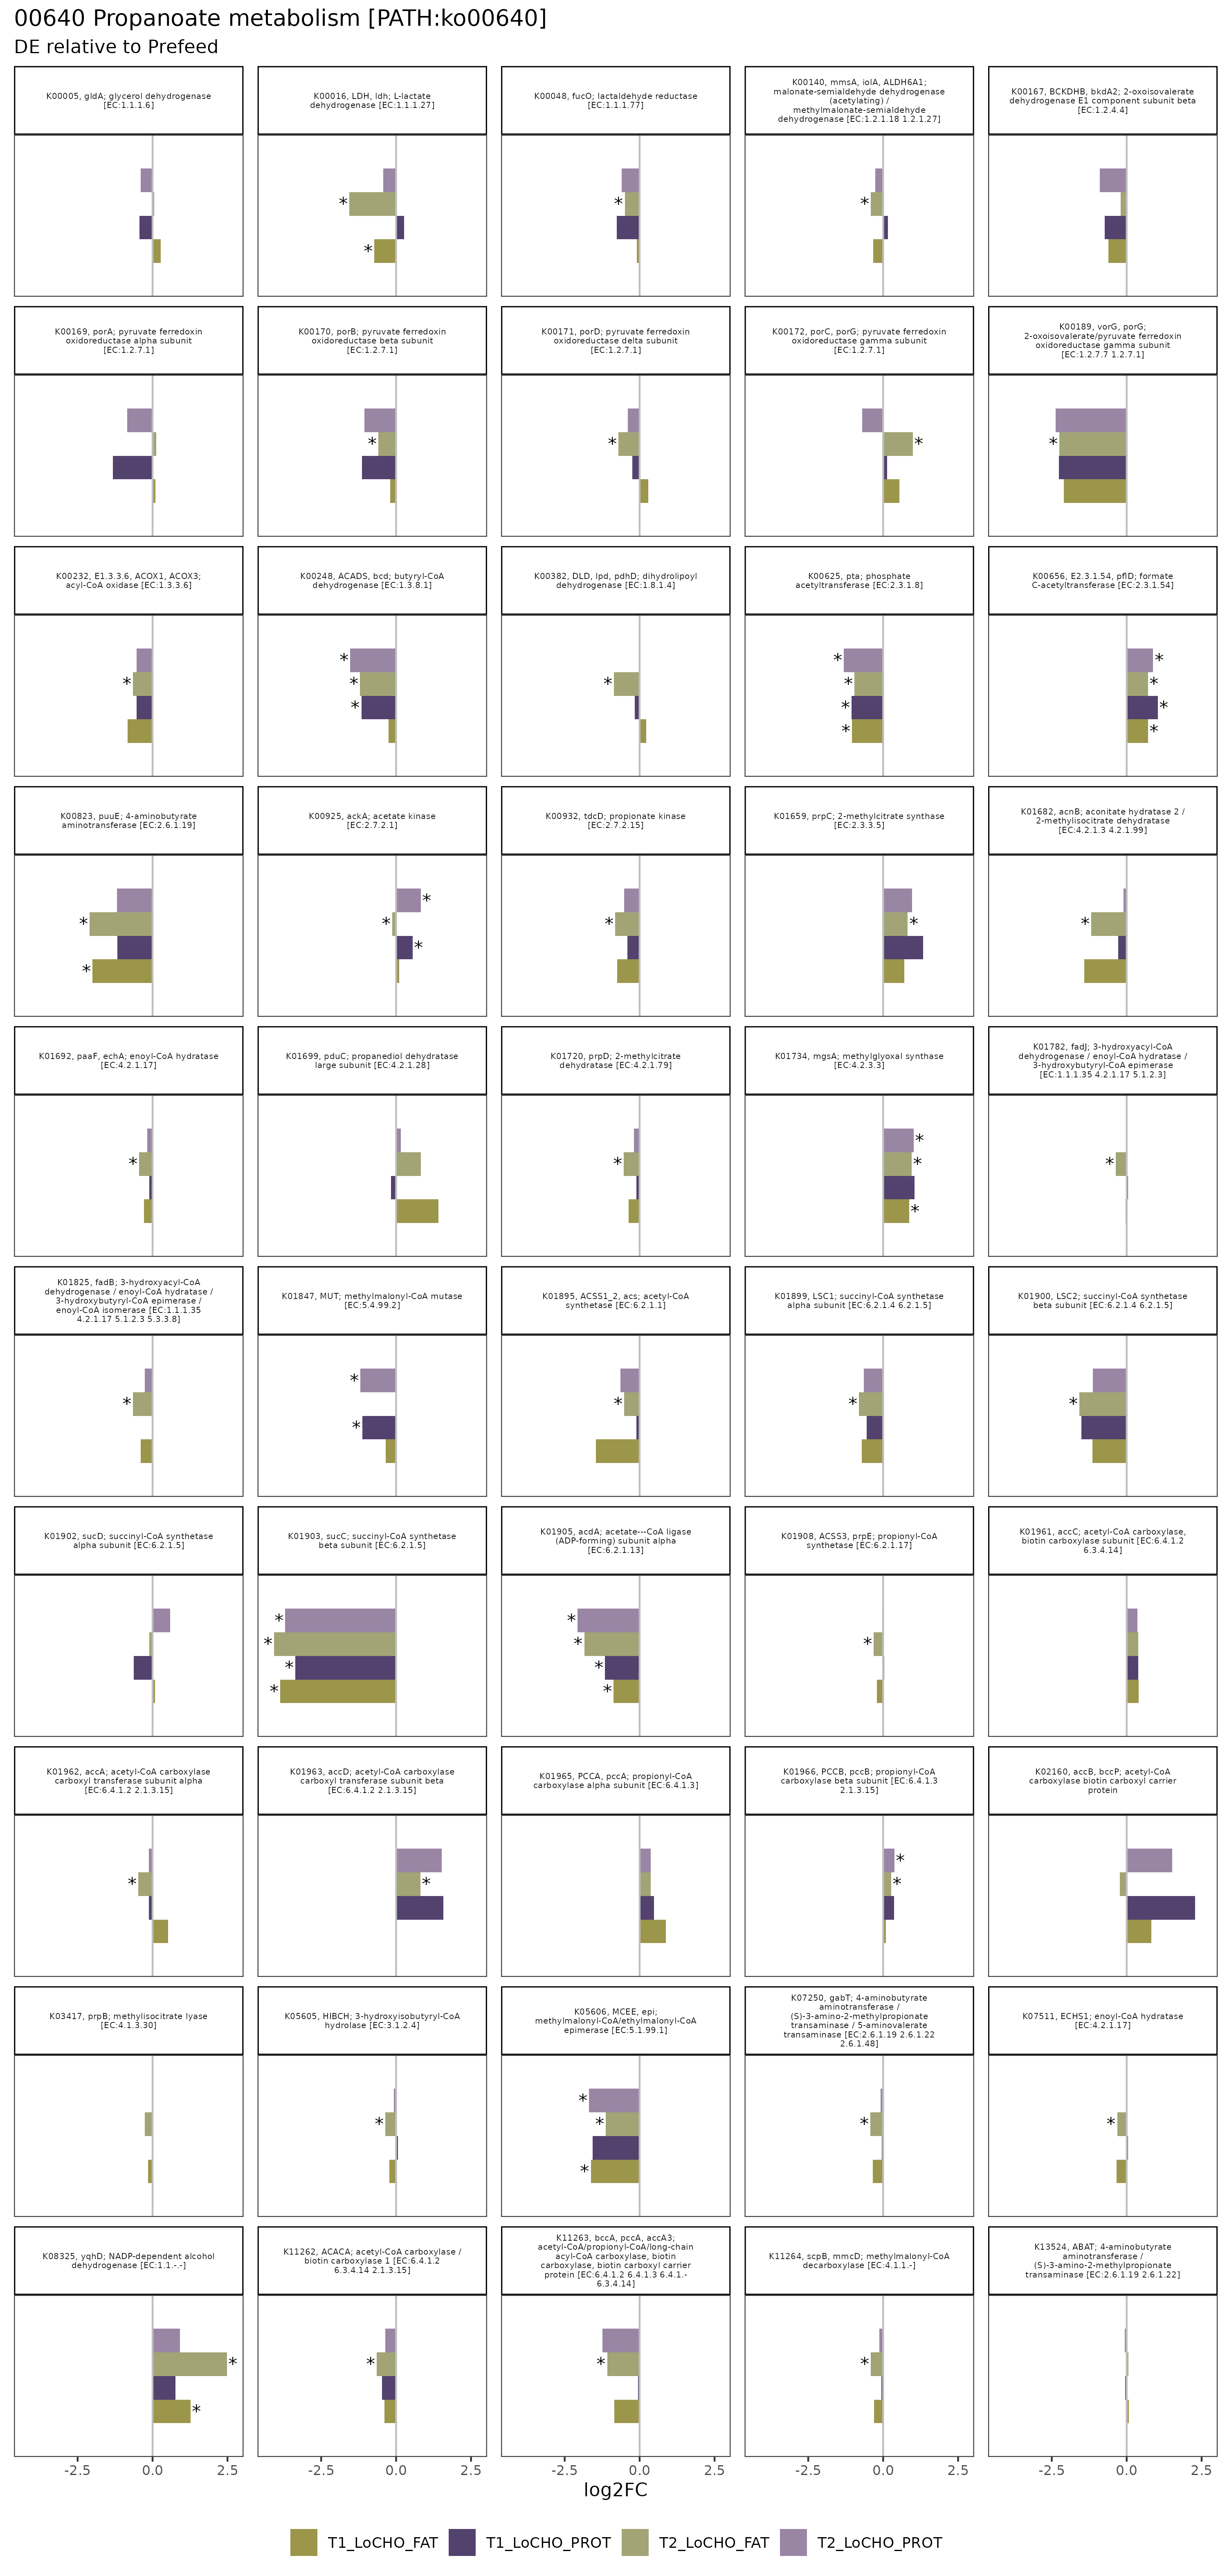 00640 Propanoate metabolism [PATH:ko00640]
DE relative to Prefeed
K00005, gldA; glycerol dehydrogenase
[EC:1.1.1.6]
K00016, LDH, ldh; L-lactate
dehydrogenase [EC:1.1.1.27]
K00048, fucO; lactaldehyde reductase
[EC:1.1.1.77]
K00140, mmsA, iolA, ALDH6A1;
malonate-semialdehyde dehydrogenase
(acetylating) /
methylmalonate-semialdehyde
dehydrogenase [EC:1.2.1.18 1.2.1.27]
K00167, BCKDHB, bkdA2; 2-oxoisovalerate
dehydrogenase E1 component subunit beta
[EC:1.2.4.4]
*
*
*
*
K00169, porA; pyruvate ferredoxin
oxidoreductase alpha subunit
[EC:1.2.7.1]
K00170, porB; pyruvate ferredoxin
oxidoreductase beta subunit
[EC:1.2.7.1]
K00171, porD; pyruvate ferredoxin
oxidoreductase delta subunit
[EC:1.2.7.1]
K00172, porC, porG; pyruvate ferredoxin
oxidoreductase gamma subunit
[EC:1.2.7.1]
K00189, vorG, porG;
2-oxoisovalerate/pyruvate ferredoxin
oxidoreductase gamma subunit
[EC:1.2.7.7 1.2.7.1]
*
*
*
*
K00232, E1.3.3.6, ACOX1, ACOX3;
acyl-CoA oxidase [EC:1.3.3.6]
K00248, ACADS, bcd; butyryl-CoA
dehydrogenase [EC:1.3.8.1]
K00382, DLD, lpd, pdhD; dihydrolipoyl
dehydrogenase [EC:1.8.1.4]
K00625, pta; phosphate
acetyltransferase [EC:2.3.1.8]
K00656, E2.3.1.54, pflD; formate
C-acetyltransferase [EC:2.3.1.54]
*
*
*
*
*
*
*
*
*
*
*
*
*
K00823, puuE; 4-aminobutyrate
aminotransferase [EC:2.6.1.19]
K00925, ackA; acetate kinase
[EC:2.7.2.1]
K00932, tdcD; propionate kinase
[EC:2.7.2.15]
K01659, prpC; 2-methylcitrate synthase
[EC:2.3.3.5]
K01682, acnB; aconitate hydratase 2 /
2-methylisocitrate dehydratase
[EC:4.2.1.3 4.2.1.99]
*
*
*
*
*
*
*
*
K01692, paaF, echA; enoyl-CoA hydratase
[EC:4.2.1.17]
K01699, pduC; propanediol dehydratase
large subunit [EC:4.2.1.28]
K01720, prpD; 2-methylcitrate
dehydratase [EC:4.2.1.79]
K01734, mgsA; methylglyoxal synthase
[EC:4.2.3.3]
K01782, fadJ; 3-hydroxyacyl-CoA
dehydrogenase / enoyl-CoA hydratase /
3-hydroxybutyryl-CoA epimerase
[EC:1.1.1.35 4.2.1.17 5.1.2.3]
*
*
*
*
*
*
K01825, fadB; 3-hydroxyacyl-CoA
dehydrogenase / enoyl-CoA hydratase /
3-hydroxybutyryl-CoA epimerase /
enoyl-CoA isomerase [EC:1.1.1.35
4.2.1.17 5.1.2.3 5.3.3.8]
K01847, MUT; methylmalonyl-CoA mutase
[EC:5.4.99.2]
K01895, ACSS1_2, acs; acetyl-CoA
synthetase [EC:6.2.1.1]
K01899, LSC1; succinyl-CoA synthetase
alpha subunit [EC:6.2.1.4 6.2.1.5]
K01900, LSC2; succinyl-CoA synthetase
beta subunit [EC:6.2.1.4 6.2.1.5]
*
*
*
*
*
*
K01902, sucD; succinyl-CoA synthetase
alpha subunit [EC:6.2.1.5]
K01903, sucC; succinyl-CoA synthetase
beta subunit [EC:6.2.1.5]
K01905, acdA; acetate---CoA ligase
(ADP-forming) subunit alpha
[EC:6.2.1.13]
K01908, ACSS3, prpE; propionyl-CoA
synthetase [EC:6.2.1.17]
K01961, accC; acetyl-CoA carboxylase,
biotin carboxylase subunit [EC:6.4.1.2
6.3.4.14]
*
*
*
*
*
*
*
*
*
K01962, accA; acetyl-CoA carboxylase
carboxyl transferase subunit alpha
[EC:6.4.1.2 2.1.3.15]
K01963, accD; acetyl-CoA carboxylase
carboxyl transferase subunit beta
[EC:6.4.1.2 2.1.3.15]
K01965, PCCA, pccA; propionyl-CoA
carboxylase alpha subunit [EC:6.4.1.3]
K01966, PCCB, pccB; propionyl-CoA
carboxylase beta subunit [EC:6.4.1.3
2.1.3.15]
K02160, accB, bccP; acetyl-CoA
carboxylase biotin carboxyl carrier
protein
*
*
*
*
K03417, prpB; methylisocitrate lyase
[EC:4.1.3.30]
K05605, HIBCH; 3-hydroxyisobutyryl-CoA
hydrolase [EC:3.1.2.4]
K05606, MCEE, epi;
methylmalonyl-CoA/ethylmalonyl-CoA
epimerase [EC:5.1.99.1]
K07250, gabT; 4-aminobutyrate
aminotransferase /
(S)-3-amino-2-methylpropionate
transaminase / 5-aminovalerate
transaminase [EC:2.6.1.19 2.6.1.22
2.6.1.48]
K07511, ECHS1; enoyl-CoA hydratase
[EC:4.2.1.17]
*
*
*
*
*
*
K08325, yqhD; NADP-dependent alcohol
dehydrogenase [EC:1.1.-.-]
K11262, ACACA; acetyl-CoA carboxylase /
biotin carboxylase 1 [EC:6.4.1.2
6.3.4.14 2.1.3.15]
K11263, bccA, pccA, accA3;
acetyl-CoA/propionyl-CoA/long-chain
acyl-CoA carboxylase, biotin
carboxylase, biotin carboxyl carrier
protein [EC:6.4.1.2 6.4.1.3 6.4.1.-
6.3.4.14]
K11264, scpB, mmcD; methylmalonyl-CoA
decarboxylase [EC:4.1.1.-]
K13524, ABAT; 4-aminobutyrate
aminotransferase /
(S)-3-amino-2-methylpropionate
transaminase [EC:2.6.1.19 2.6.1.22]
*
*
*
*
*
-2.5 0.0 2.5 -2.5 0.0 2.5 -2.5 0.0 2.5 -2.5 0.0 2.5 -2.5 0.0 2.5
log2FC
T1_LoCHO_FAT T1_LoCHO_PROT T2_LoCHO_FAT T2_LoCHO_PROT